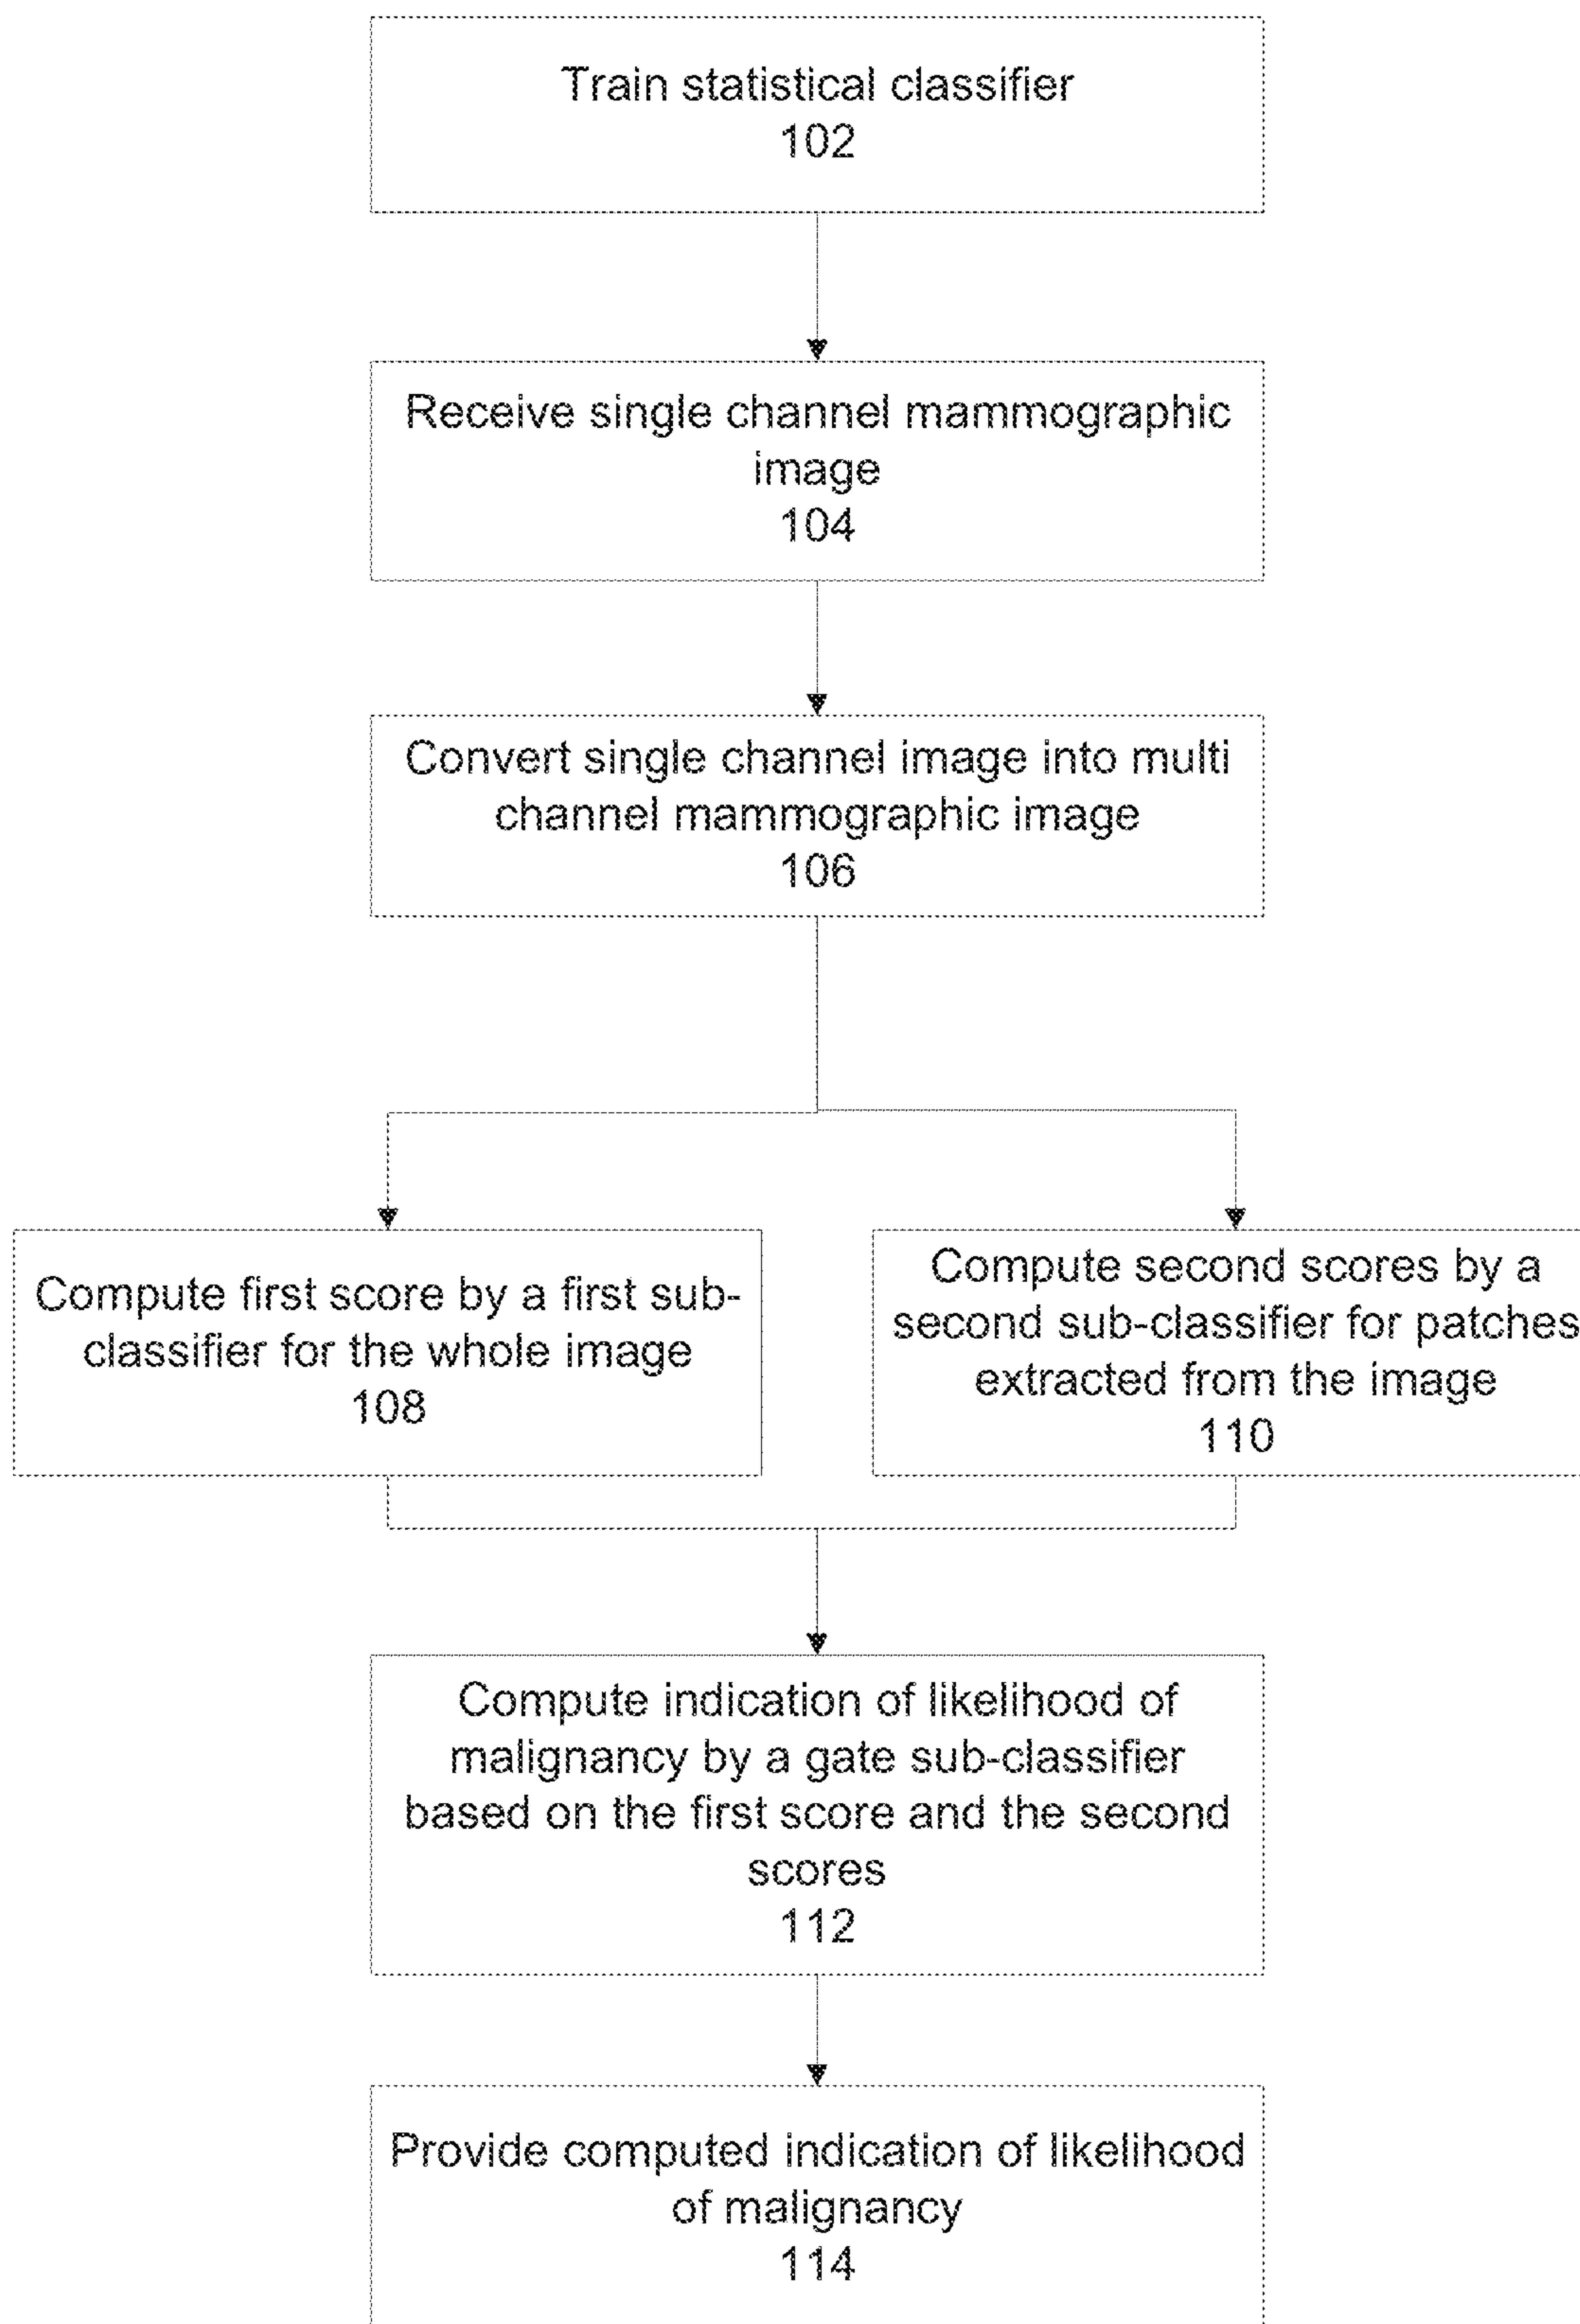 Train statistical classifier
102
Receive single channel mammographic
image
104
Convert single channel image into multi
channel mammographic image
106
Compute first score by a first sub-
classifier for the whole image
108
Compute second scores by a
second sub-classifier for patches
extracted from the image
110
Compute indication of likelihood of
malignancy by a gate sub-classifier
based on the first score and the second
scores
112
Provide computed indication of likelihood
of malignancy
114